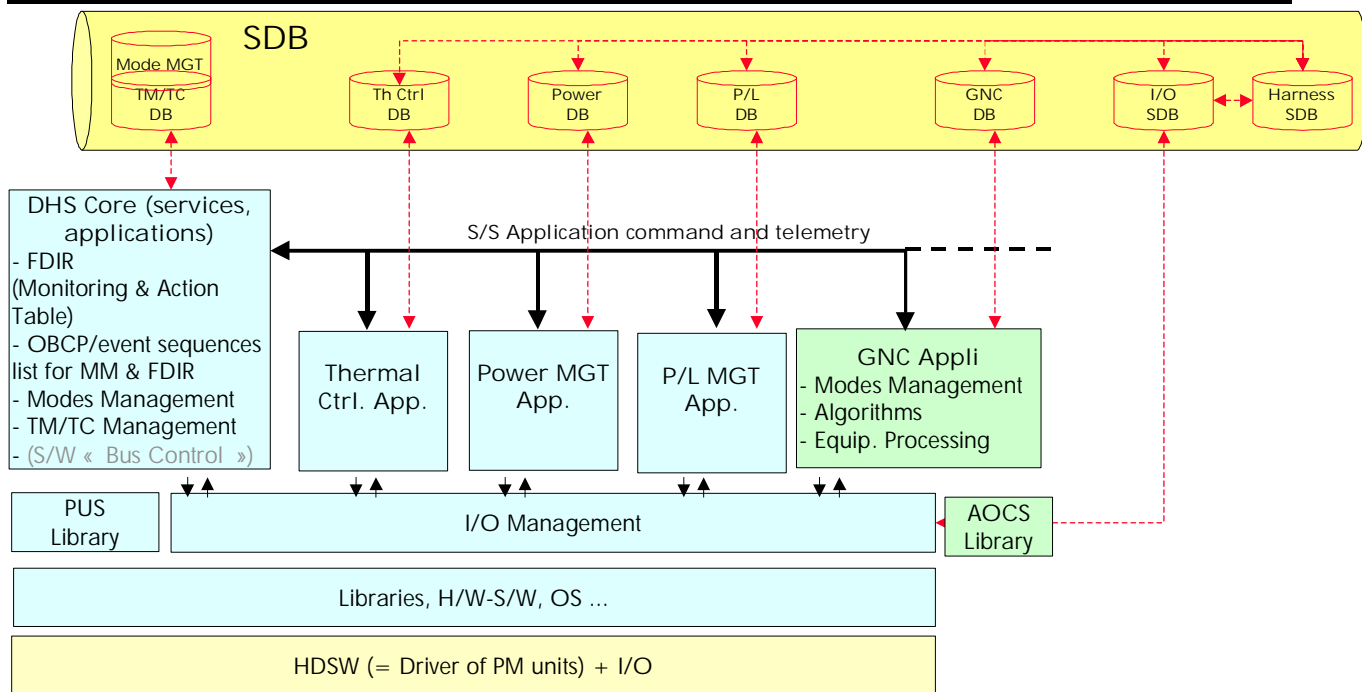 SDB
Mode MGT
TM/TC
DB
Th Ctrl
DB
Power
DB
P/L
DB
GNC
DB
I/O
SDB
Harness
SDB
DHS Core (services,
applications)
- FDIR
(Monitoring & Action
Table)
- OBCP/event sequences
list for MM & FDIR
- Modes Management
- TM/TC Management
- (S/W « Bus Control »)
S/S Application command and telemetry
Thermal
Ctrl. App.
Power MGT
App.
P/L MGT
App.
GNC Appli
- Modes Management
- Algorithms
- Equip. Processing
PUS
Library
I/O Management
AOCS
Library
Libraries, H/W-S/W, OS ...
HDSW (= Driver of PM units) + I/O